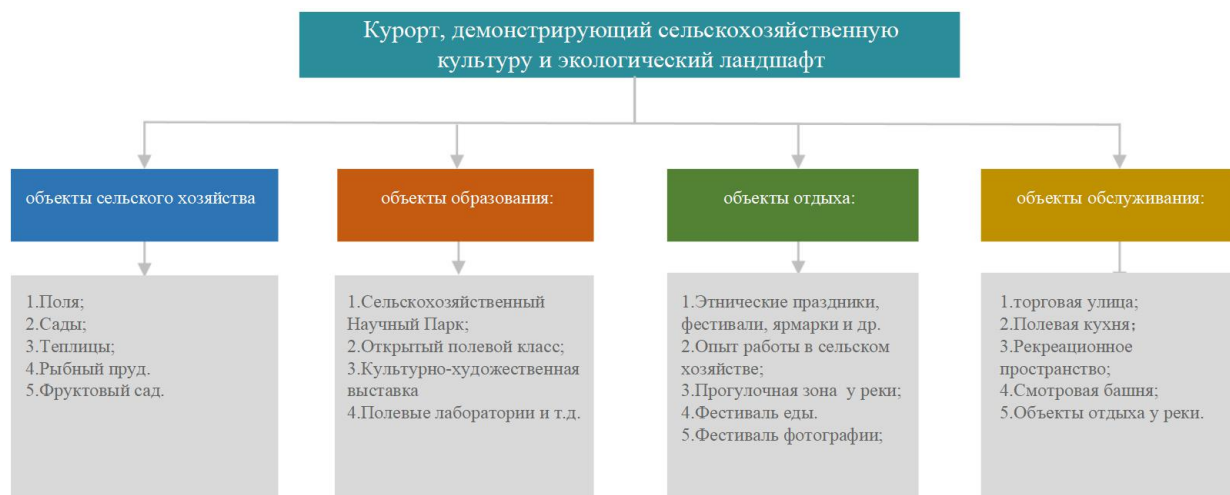 Курорт, демонстрирующий сельскохозяйственную
культуру и экологический ландшафт
объекты сельского хозяйства
1.Поля;
2.Сады;
3.Теплицы;
4.Рыбный пруд.
5.Фруктовый сад.
объекты образования:
1.Сельскохозяйственный
Научный Парк;
2.Открытый полевой класс;
3.Культурно-художественная
выставка
4.Полевые лаборатории и т.д.
объекты отдыха:
1.Этнические праздники,
фестивали, ярмарки и др.
2.Опыт работы в сельском
хозяйстве;
3.Прогулочная зона у реки;
4.Фестиваль еды.
5.Фестиваль фотографии;
объекты обслуживания:
1.торговая улица;
2.Полевая кухня;
3.Рекреационное
пространство;
4.Смотровая башня;
5.Объекты отдыха у реки.